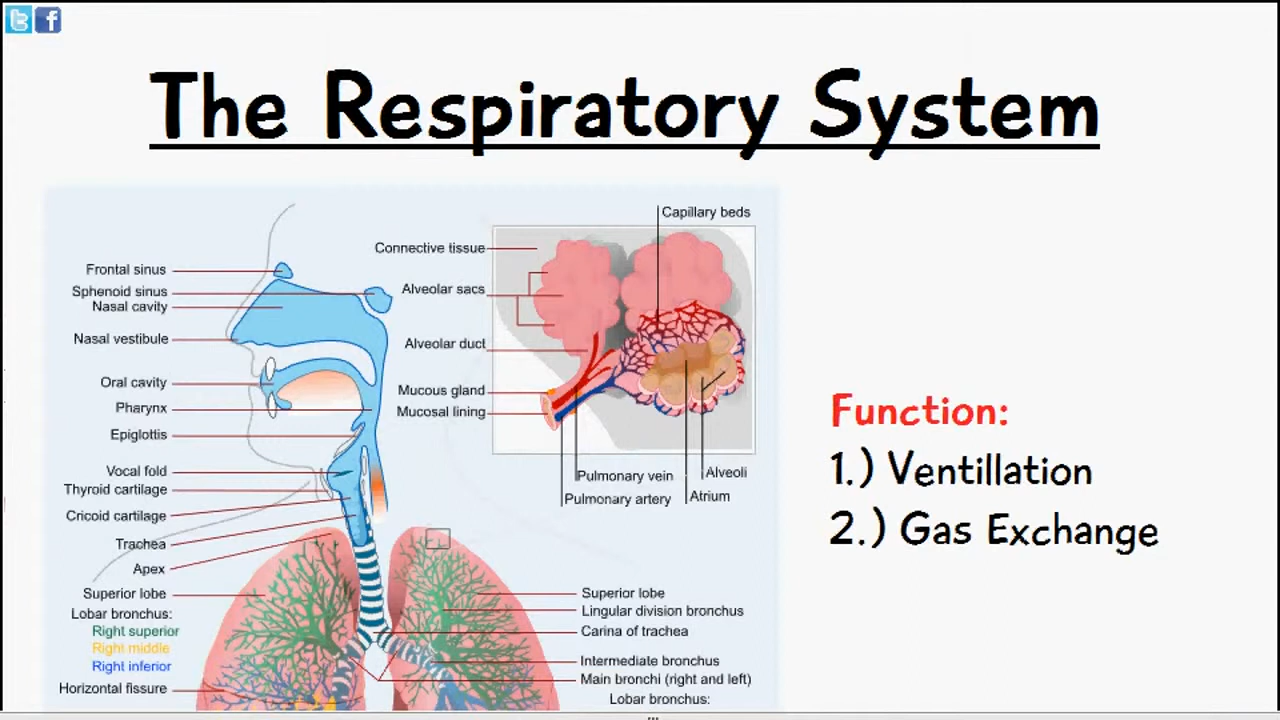 The Respiratory System
Capillary beds
Connective tissue
Frontal sinus
Sphenoid sinus
Alveolar sacs
Nasal cavity
Nasal vestibule
Alveolar duct
Oral cavity
Mucous gland
Pharynx
Mucosal lining
Function:
Epiglottis
1.) Ventillation
Vocal fold
Pulmonary vein
Alveoli
Thyroid cartilage
Pulmonary artery
Atrium
Cricoid cartilage
2.) Gas Exchange
Trachea
Apex
Superior lobe
Superior lobe
Lobar bronchus:
Lingular division bronchus
Right superior
Carina of trachea
Right middle
Right inferior
Intermediate bronchus
Main bronchi (right and left)
Horizontal fissure
Lobar bronchus: